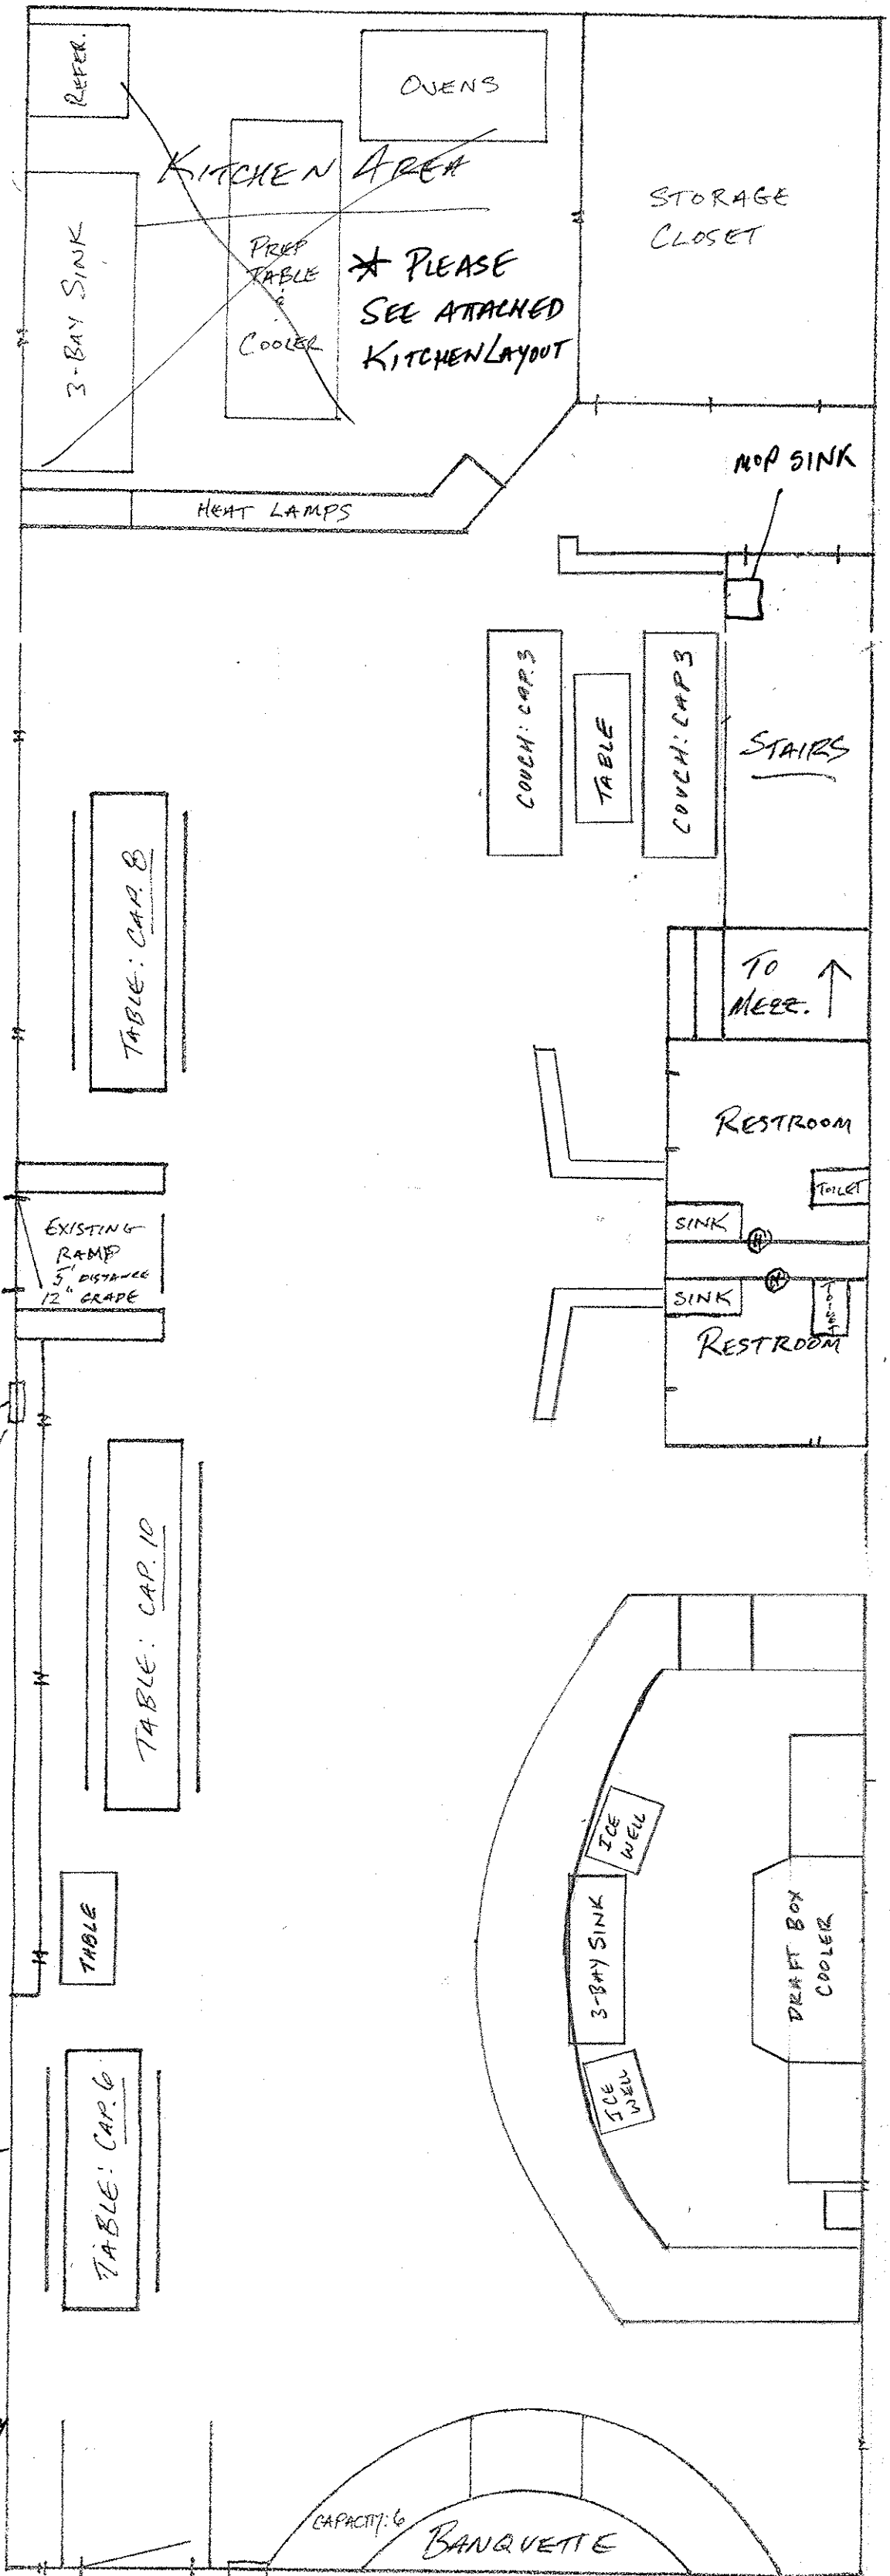 REFER.
OVENS
KITCHEN AREA
STORAGE
CLOSET
3-BAY SINK
PREP
TABLE
&
COOLER
* PLEASE
SEE ATTACHED
KITCHEN LAYOUT
MOP SINK
HEAT LAMPS
COUCH: CAP. 3
TABLE
COUCH: CAP 3
STAIRS
TABLE: CAP. 8
TO
MEZZ.
RESTROOM
TOILET
SINK
EXISTING
RAMP
5' DISTANCE
12" GRADE
SINK
TOILET
RESTROOM
TABLE: CAP. 10
ICE
WELL
TABLE
3-BAY SINK
DRAFT BOX
COOLER
ICE
WELL
TABLE: CAP. 6
CAPACITY: 6
BANQUETTE